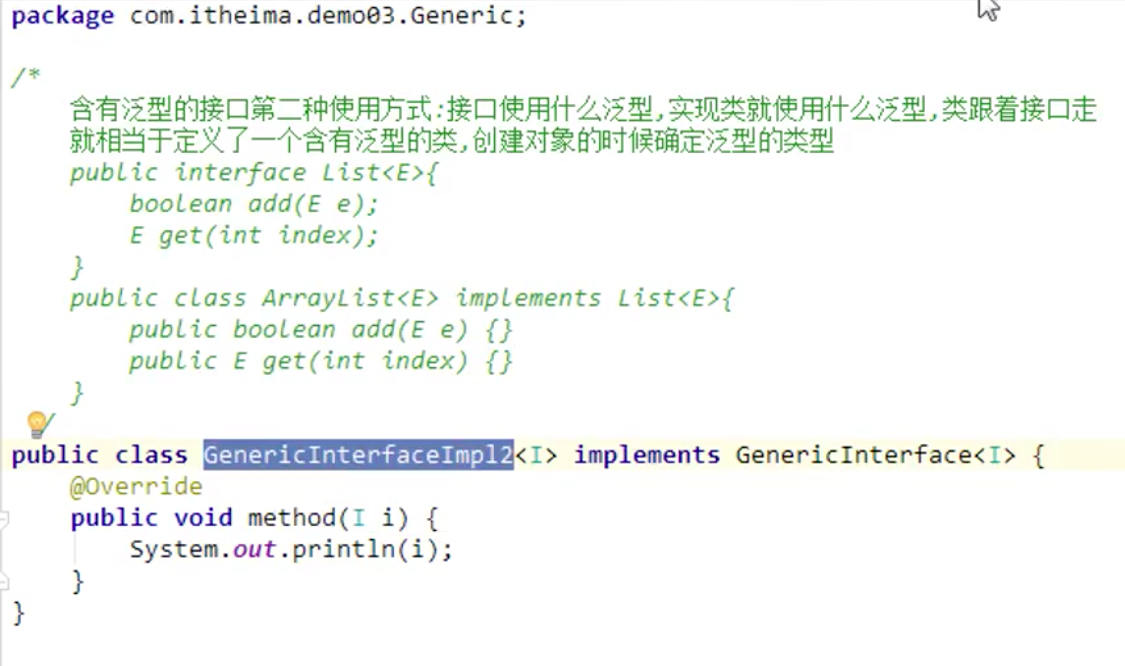 package com.itheima.demo03.Generic;
/*
含有泛型的接口第二种使用方式:接口使用什么泛型,实现类就使用什么泛型,类跟着接口走
就相当于定义了一个含有泛型的类,创建对象的时候确定泛型的类型
public interface List<E>{
boolean add(E e);
E get(int index);
}
public class ArrayList<E> implements List<E>{
public boolean add(E e) {}
public E get(int index) {}
}
/
public class GenericInterfaceImpl2<I> implements GenericInterface<I> {
@Override
public void method(I i) {
System.out.println(i);
}
}